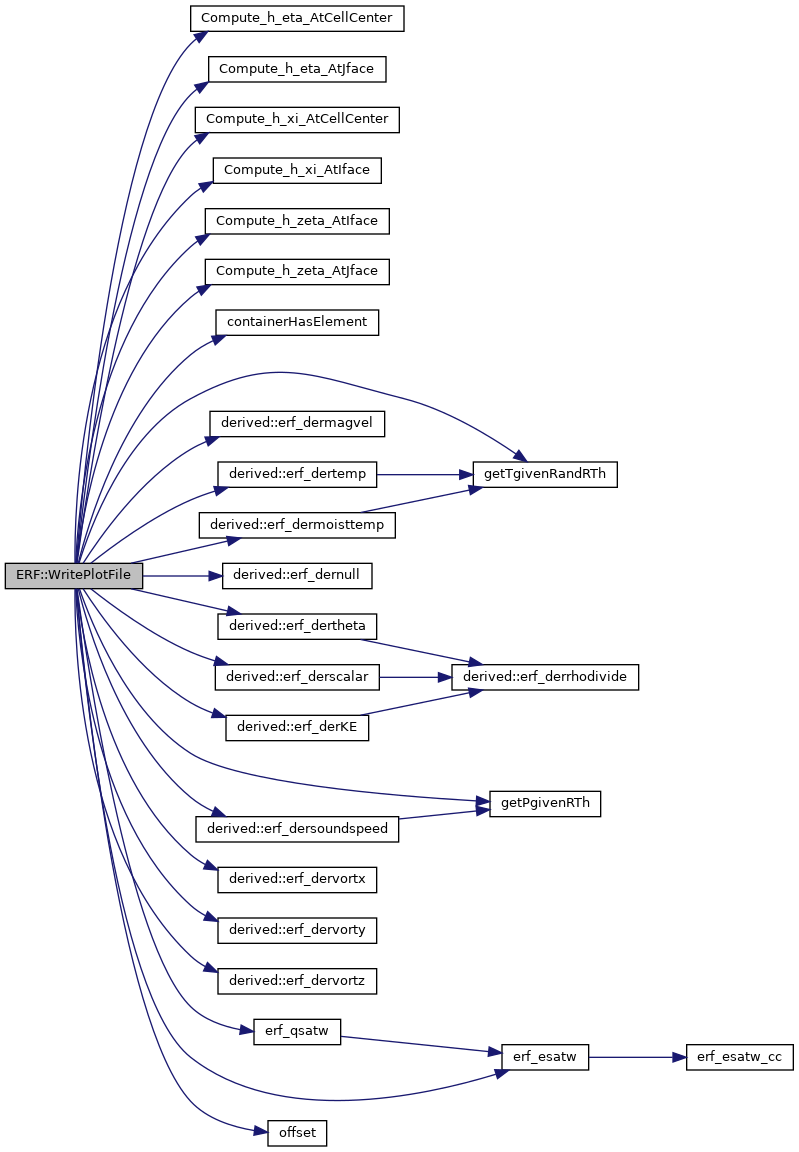 Compute_h_eta_AtCellCenter
Compute_h_eta_AtJface
Compute_h_xi_AtCellCenter
Compute_h_xi_AtIface
Compute_h_zeta_AtIface
Compute_h_zeta_AtJface
containerHasElement
derived::erf_dermagvel
derived::erf_dertemp
getTgivenRandRTh
derived::erf_dermoisttemp
ERF::WritePlotFile
derived::erf_dernull
derived::erf_dertheta
derived::erf_derscalar
derived::erf_derrhodivide
derived::erf_derKE
getPgivenRTh
derived::erf_dersoundspeed
derived::erf_dervortx
derived::erf_dervorty
derived::erf_dervortz
erf_qsatw
erf_esatw
erf_esatw_cc
offset